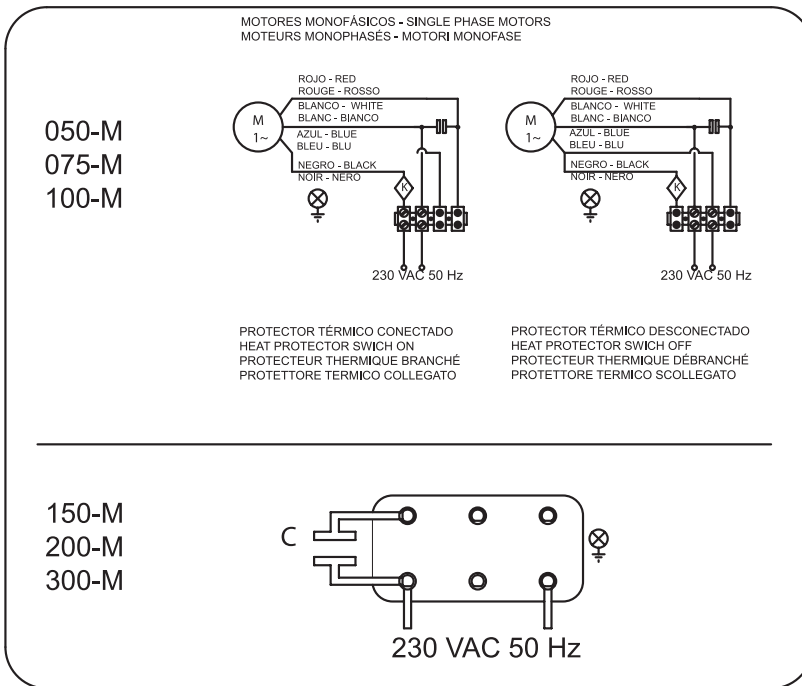 MOTORES MONOFÁSICOS - SINGLE PHASE MOTORS
MOTEURS MONOPHASÉS - MOTORI MONOFASE
050-M
075-M
100-M
M
1~
ROJO - RED
ROUGE - ROSSO
BLANCO - WHITE
BLANC - BIANCO
AZUL - BLUE
BLEU - BLU
NEGRO - BLACK
NOIR - NERO
K
230 VAC 50 Hz
PROTECTOR TÉRMICO CONECTADO
HEAT PROTECTOR SWICH ON
PROTECTEUR THERMIQUE BRANCHÉ
PROTETTORE TERMICO COLLEGATO
M
1~
ROJO - RED
ROUGE - ROSSO
BLANCO - WHITE
BLANC - BIANCO
AZUL - BLUE
BLEU - BLU
NEGRO - BLACK
NOIR - NERO
K
230 VAC 50 Hz
PROTECTOR TÉRMICO DESCONECTADO
HEAT PROTECTOR SWICH OFF
PROTECTEUR THERMIQUE DÉBRANCHÉ
PROTETTORE TERMICO SCOLLEGATO
150-M
200-M
300-M
C
230 VAC 50 Hz